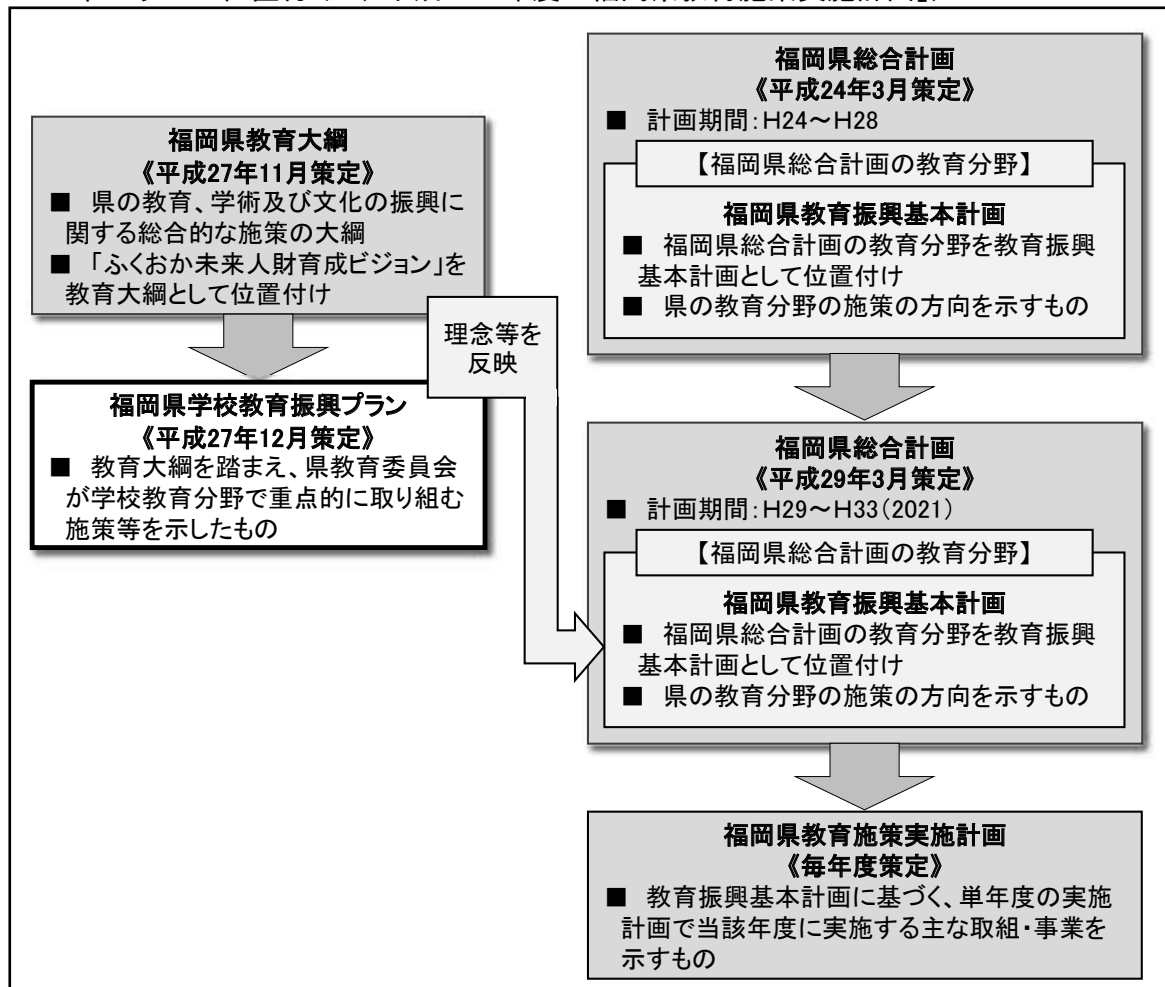 福岡県教育大綱
《平成27年11月策定》
■ 県の教育、学術及び文化の振興に
関する総合的な施策の大綱
■ 「ふくおか未来人財育成ビジョン」を
教育大綱として位置付け
福岡県学校教育振興プラン
《平成27年12月策定》
■ 教育大綱を踏まえ、県教育委員会
が学校教育分野で重点的に取り組む
施策等を示したもの
理念等を
反映
福岡県総合計画
《平成24年3月策定》
■ 計画期間:H24～H28
【福岡県総合計画の教育分野】
福岡県教育振興基本計画
■ 福岡県総合計画の教育分野を教育振興
基本計画として位置付け
■ 県の教育分野の施策の方向を示すもの
福岡県総合計画
《平成29年3月策定》
■ 計画期間:H29～H33(2021)
【福岡県総合計画の教育分野】
福岡県教育振興基本計画
■ 福岡県総合計画の教育分野を教育振興
基本計画として位置付け
■ 県の教育分野の施策の方向を示すもの
福岡県教育施策実施計画
《毎年度策定》
■ 教育振興基本計画に基づく、単年度の実施
計画で当該年度に実施する主な取組・事業を
示すもの